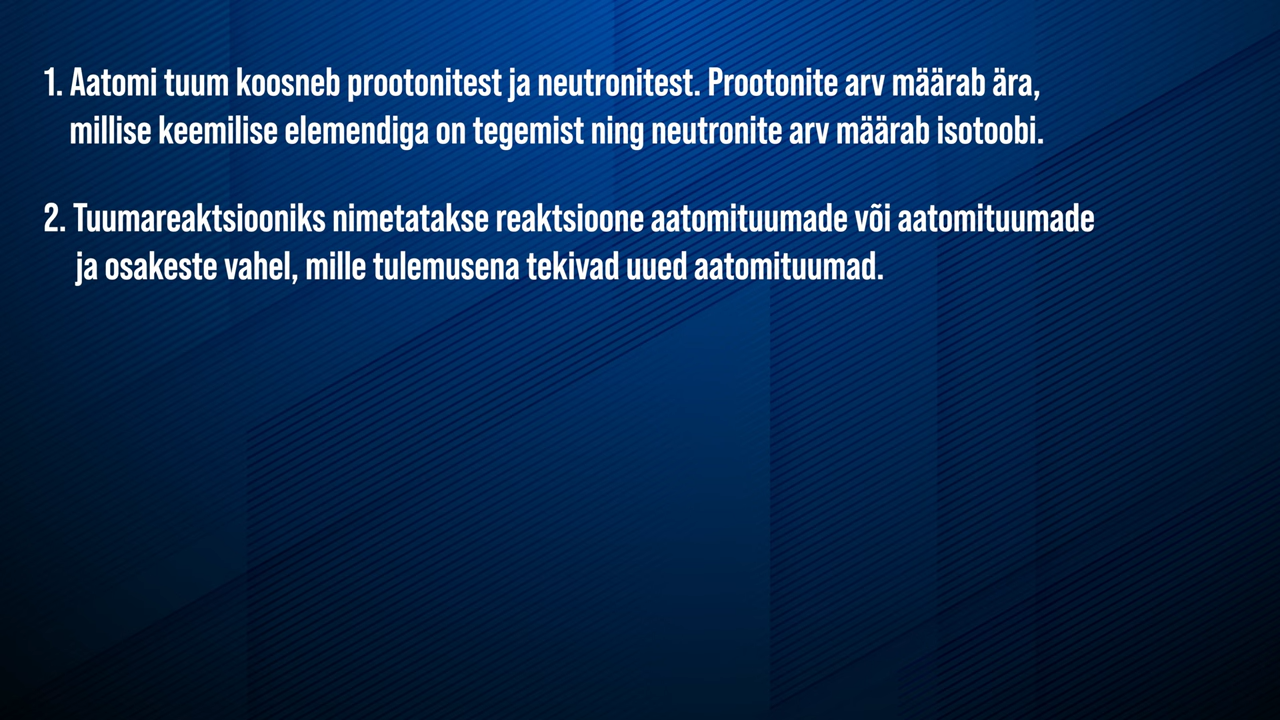 1. Aatomi tuum koosneb prootonitest ja neutronitest. Prootonite arv määrab ära,
millise keemilise elemendiga on tegemist ning neutronite arv määrab isotoobi.
2. Tuumareaktsiooniks nimetatakse reaktsioone aatomituumade või aatomituumade
ja osakeste vahel, mille tulemusena tekivad uued aatomituumad.